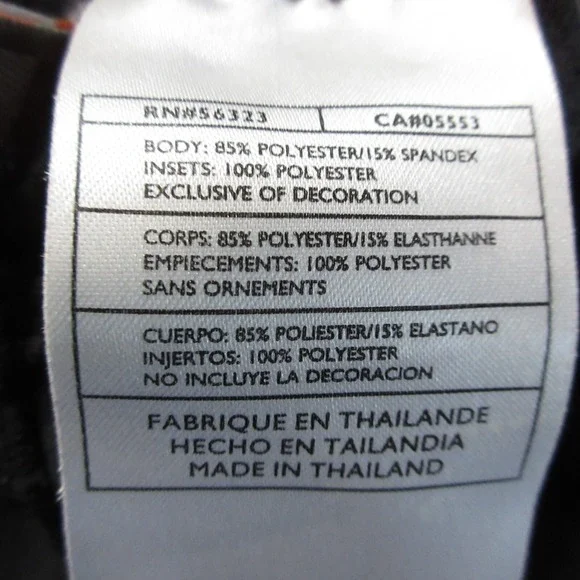 RN#56323 CA#05553
BODY: 85% POLYESTER/15% SPANDEX
INSETS: 100% POLYESTER
EXCLUSIVE OF DECORATION
CORPS: 85% POLYESTER/15% ELASTHANNE
EMPIECEMENTS: 100% POLYESTER
SANS ORNEMENTS
CUERPO: 85% POLIESTER/15% ELASTANO
INJERTOS: 100% POLYESTER
NO INCLUYE LA DECORACION
FABRIQUE EN THAILANDE
HECHO EN TAILANDIA
MADE IN THAILAND